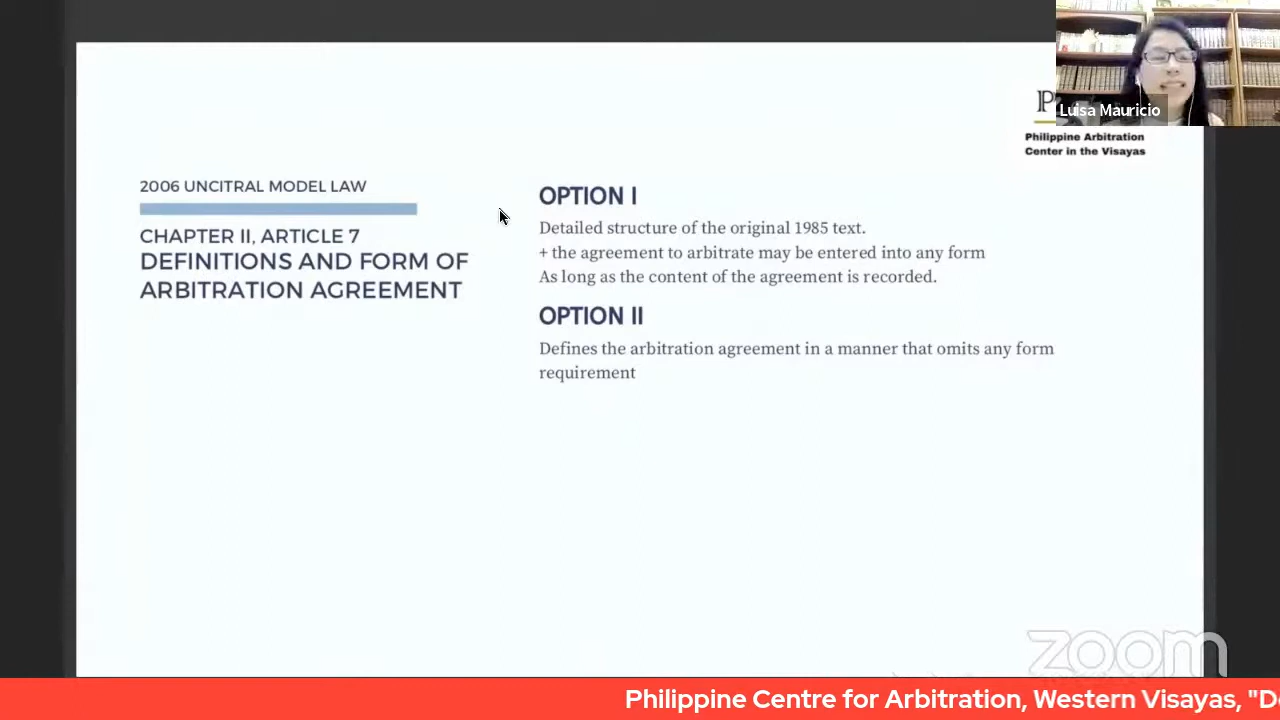 Luisa Mauricio
Philippine Arbitration
Center in the Visayas
2006 UNCITRAL MODEL LAW
CHAPTER II, ARTICLE 7
DEFINITIONS AND FORM OF
ARBITRATION AGREEMENT
OPTION I
Detailed structure of the original 1985 text.
+ the agreement to arbitrate may be entered into any form
As long as the content of the agreement is recorded.
OPTION II
Defines the arbitration agreement in a manner that omits any form
requirement
zoom
Philippine Centre for Arbitration, Western Visayas, "D